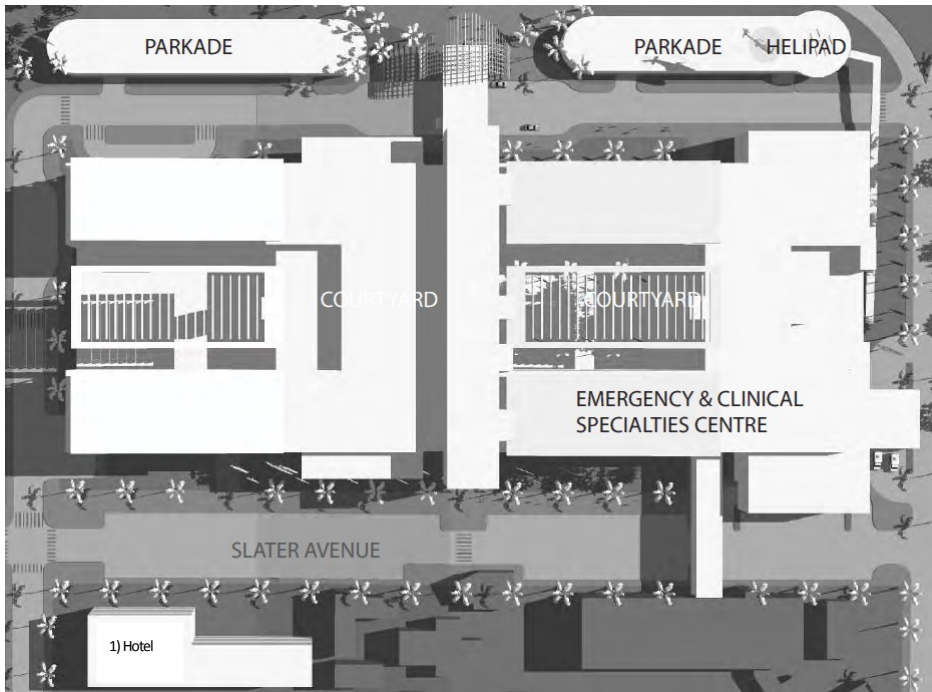 PARKADE
PARKADE
HELIPAD
COURTYARD
COURTYARD
EMERGENCY & CLINICAL
SPECIALTIES CENTRE
SLATER AVENUE
1) Hotel